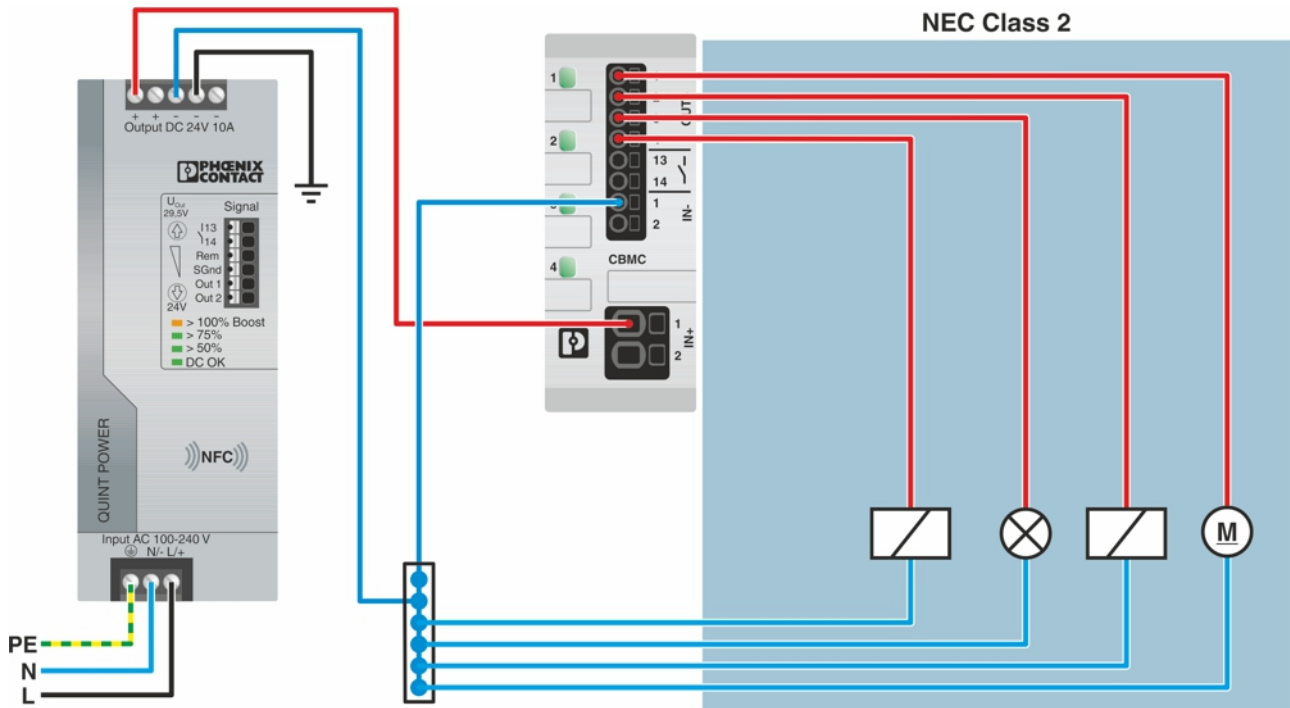 NEC Class 2
+ + - - -
Output DC 24V 10A
PHŒNIX
CONTACT
UOut
29,5V
Signal
13
14
Rem
SGnd
Out 1
Out 2
24V
> 100% Boost
> 75%
> 50%
DC OK
QUINT POWER
NFC
Input AC 100-240 V
N/- L/+
PE
N
L
1
2
4
OUT
13
14
1
2
IN-
CBMC
1
2
IN+
M